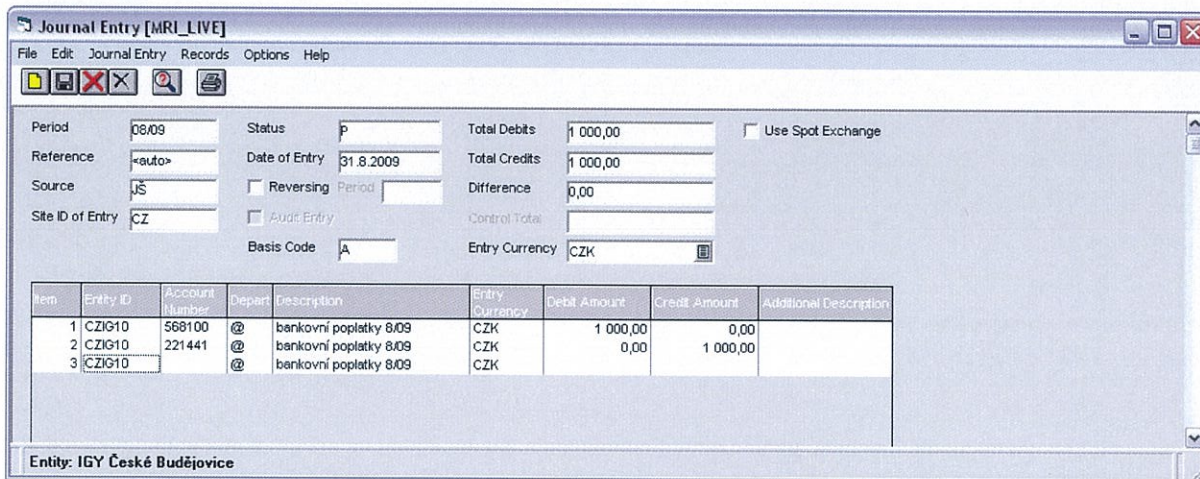 Journal Entry [MRI_LIVE]
File Edit Journal Entry Records Options Help
Period 08/09 Status P Total Debits 1 000,00 Use Spot Exchange
Reference <auto> Date of Entry 31.8.2009 Total Credits 1 000,00
Source JŠ Reversing Period Difference 0,00
Site ID of Entry CZ Audit Entry Control Total
Basis Code A Entry Currency CZK
Item Entity ID Account Number Depart Description Entry Currency Debit Amount Credit Amount Additional Description
1 CZIG10 568100 @ bankovní poplatky 8/09 CZK 1 000,00 0,00
2 CZIG10 221441 @ bankovní poplatky 8/09 CZK 0,00 1 000,00
3 CZIG10 @ bankovní poplatky 8/09 CZK
Entity: IGY České Budějovice